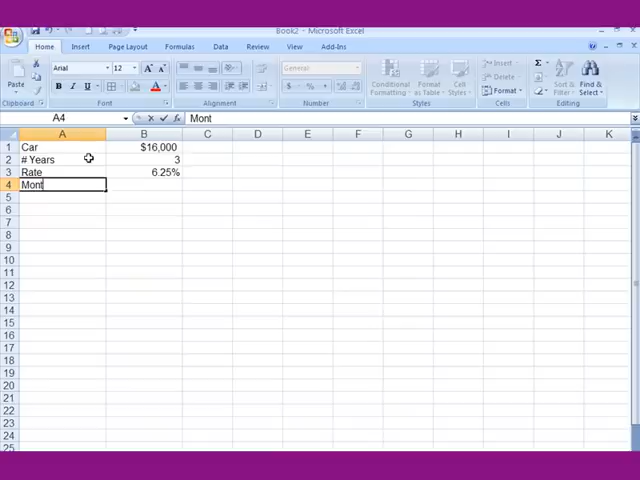 Book2 - Microsoft Excel
Home Insert Page Layout Formulas Data Review View Add-Ins
Arial 12 General Conditional Formatting Format as Table Cell Styles Insert Delete Format Sort & Filter Find & Select
Clipboard Font Alignment Number Styles Cells Editing
A4 Mont
A B C D E F G H I J K
1 Car $16,000
2 # Years 3
3 Rate 6.25%
4 Mont
5
6
7
8
9
10
11
12
13
14
15
16
17
18
19
20
21
22
23
24
25